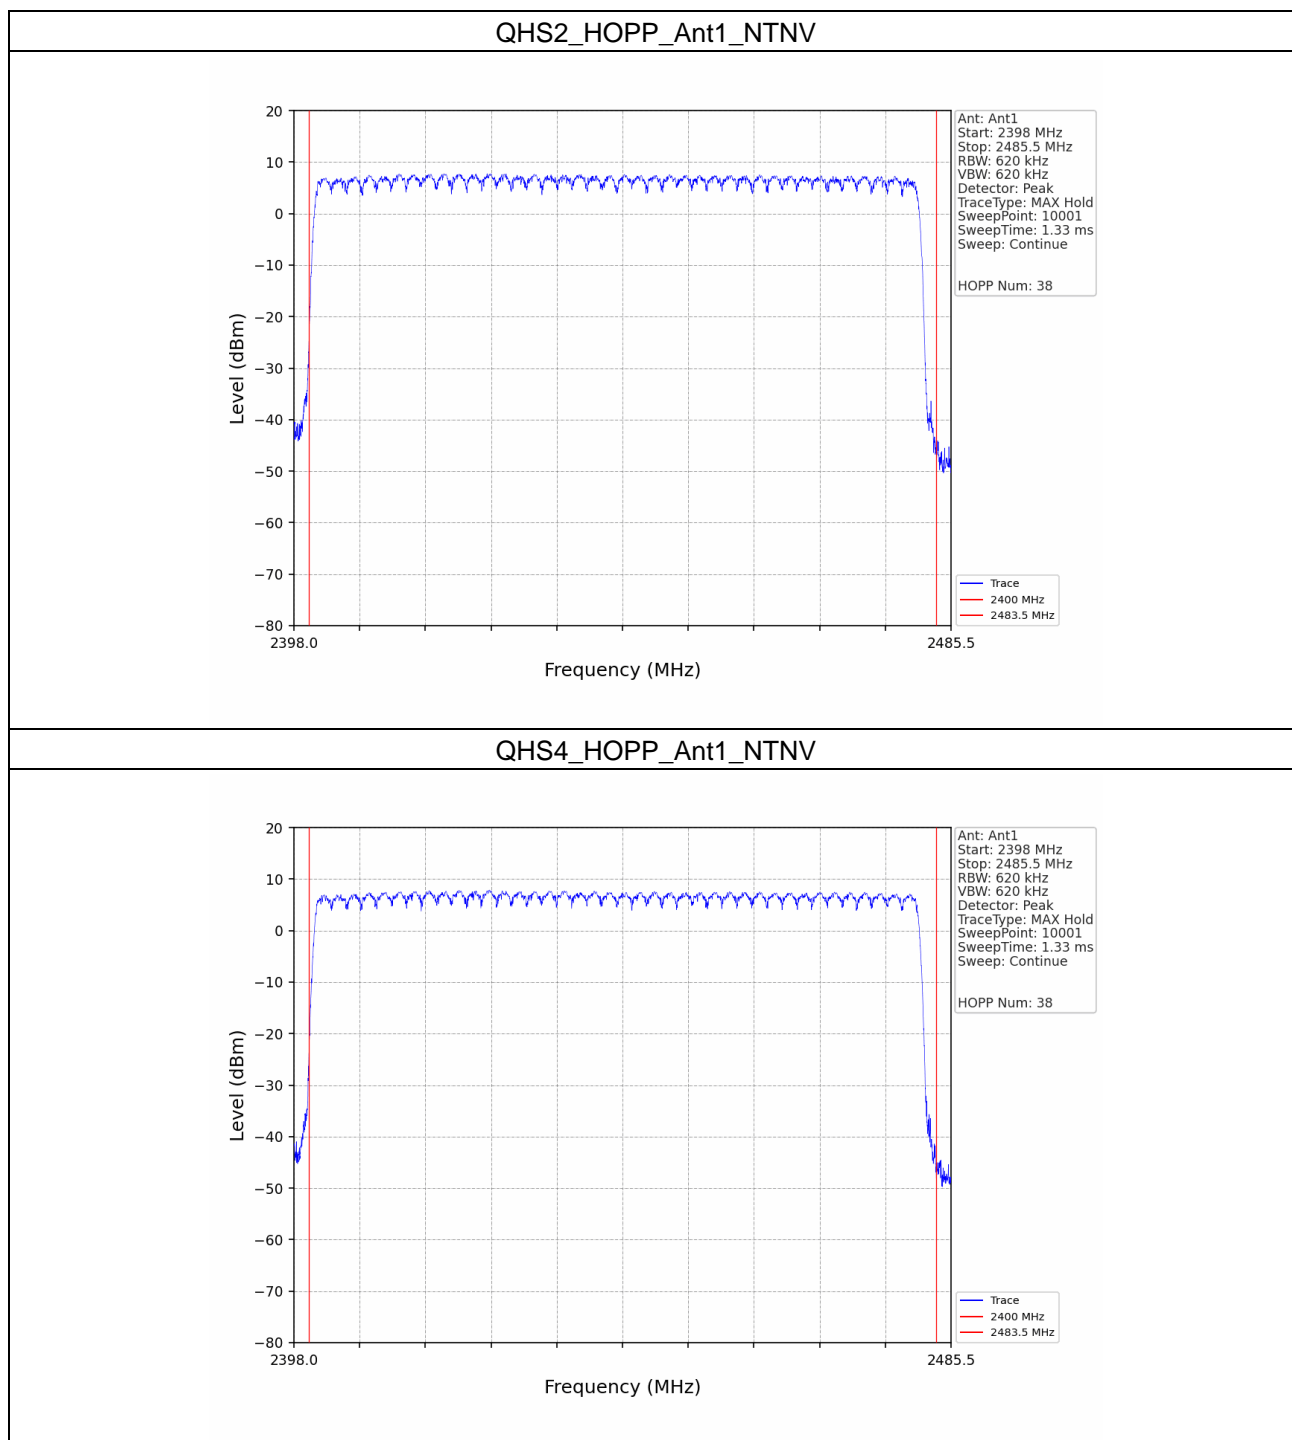 QHS2_HOPP_Ant1_NTNV
20
10
0
−10
−20
−30
−40
−50
−60
−70
−80
Level (dBm)
2398.0
2485.5
Frequency (MHz)
Ant: Ant1
Start: 2398 MHz
Stop: 2485.5 MHz
RBW: 620 kHz
VBW: 620 kHz
Detector: Peak
TraceType: MAX Hold
SweepPoint: 10001
SweepTime: 1.33 ms
Sweep: Continue
HOPP Num: 38
Trace
2400 MHz
2483.5 MHz
QHS4_HOPP_Ant1_NTNV
20
10
0
−10
−20
−30
−40
−50
−60
−70
−80
Level (dBm)
2398.0
2485.5
Frequency (MHz)
Ant: Ant1
Start: 2398 MHz
Stop: 2485.5 MHz
RBW: 620 kHz
VBW: 620 kHz
Detector: Peak
TraceType: MAX Hold
SweepPoint: 10001
SweepTime: 1.33 ms
Sweep: Continue
HOPP Num: 38
Trace
2400 MHz
2483.5 MHz